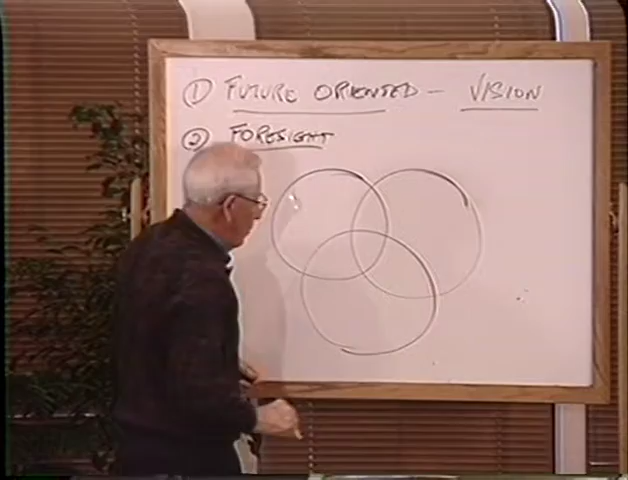 ① FUTURE ORIENTED - VISION
② FORESIGHT